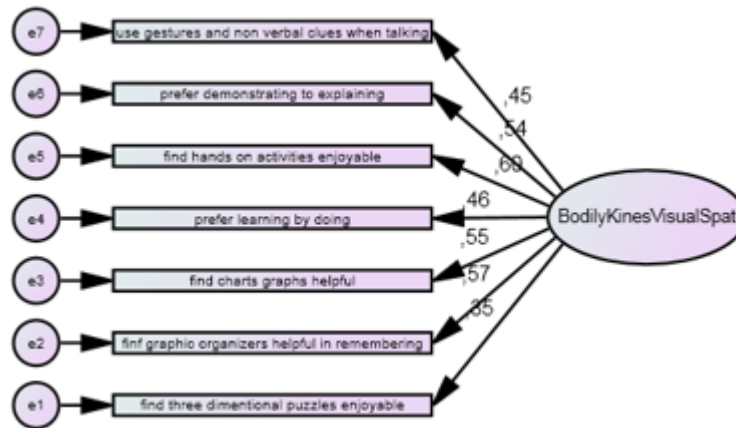 e7
use gestures and non verbal clues when talking
,45
e6
prefer demonstrating to explaining
,54
e5
find hands on activities enjoyable
,60
e4
prefer learning by doing
,46
BodilyKinesVisualSpat
e3
find charts graphs helpful
,55
e2
finf graphic organizers helpful in remembering
,57
e1
find three dimentional puzzles enjoyable
,35